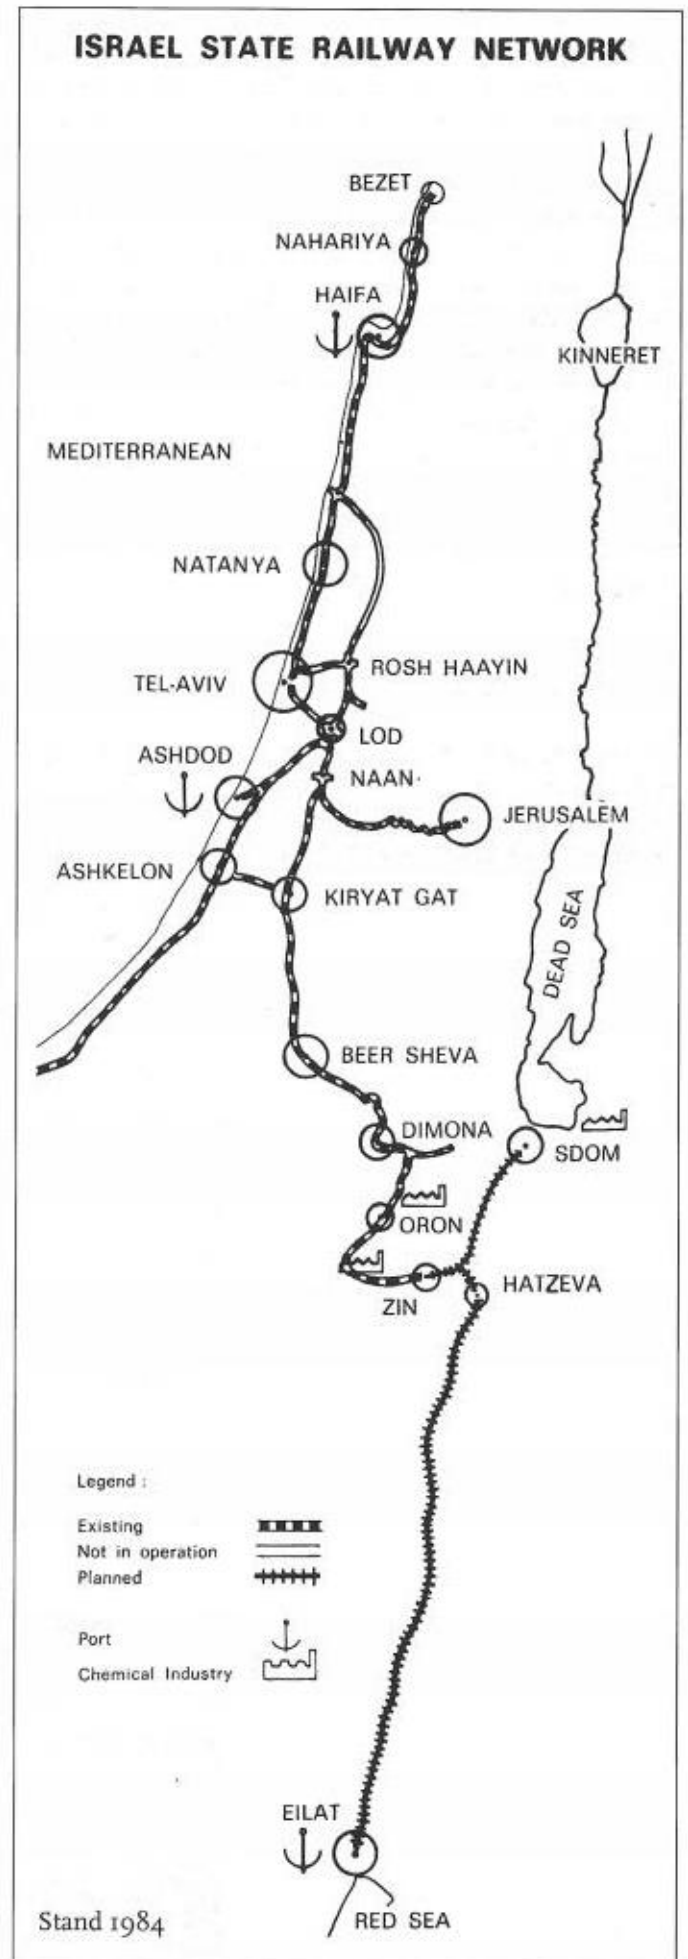 ISRAEL STATE RAILWAY NETWORK
BEZET
NAHARIYA
HAIFA
KINNERET
MEDITERRANEAN
NATANYA
ROSH HAAYIN
TEL-AVIV
LOD
ASHDOD
NAAN
JERUSALEM
ASHKELON
KIRYAT GAT
DEAD SEA
BEER SHEVA
DIMONA
SDOM
ORON
HATZEVA
ZIN
Legend :
Existing
Not in operation
Planned
Port
Chemical Industry
EILAT
Stand 1984
RED SEA